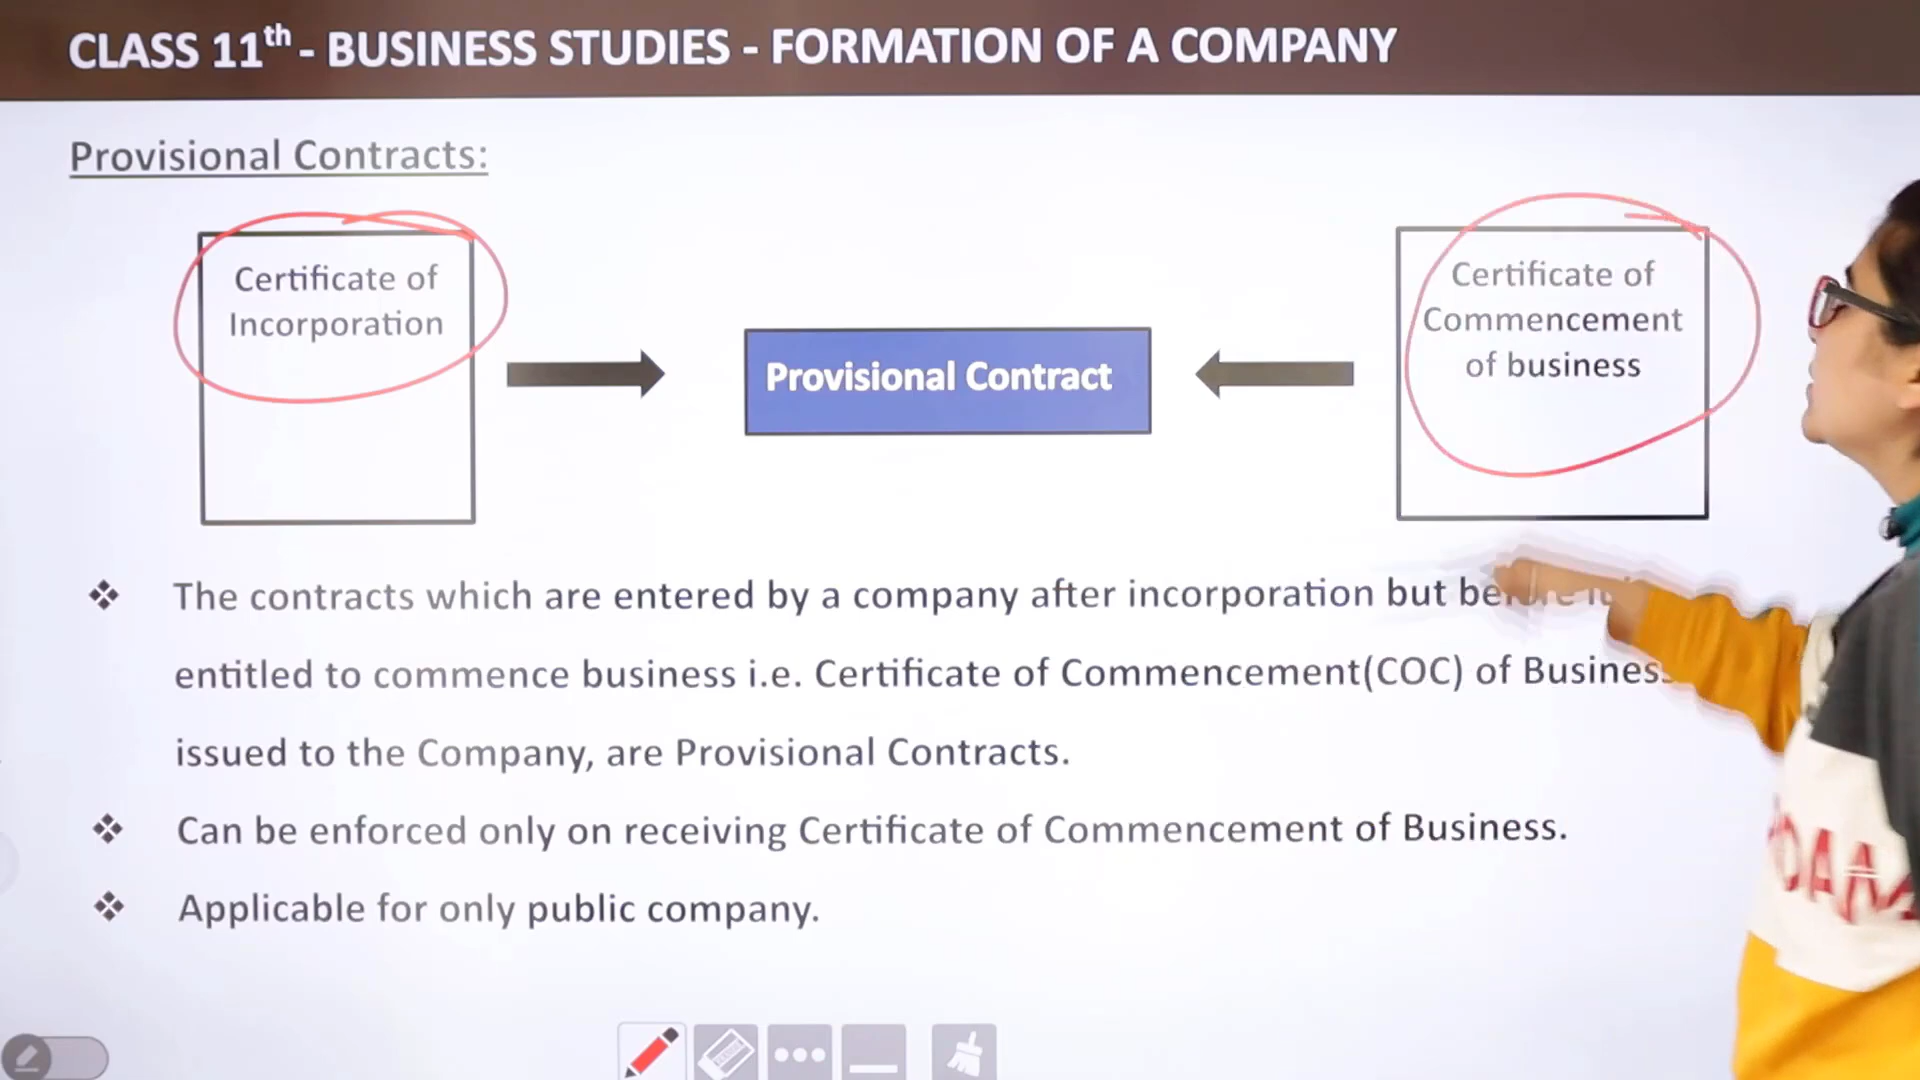 CLASS 11th - BUSINESS STUDIES - FORMATION OF A COMPANY
Provisional Contracts:
Certificate of
Incorporation
Provisional Contract
Certificate of
Commencement
of business
❖ The contracts which are entered by a company after incorporation but
entitled to commence business i.e. Certificate of Commencement(COC) of Business
issued to the Company, are Provisional Contracts.
❖ Can be enforced only on receiving Certificate of Commencement of Business.
❖ Applicable for only public company.